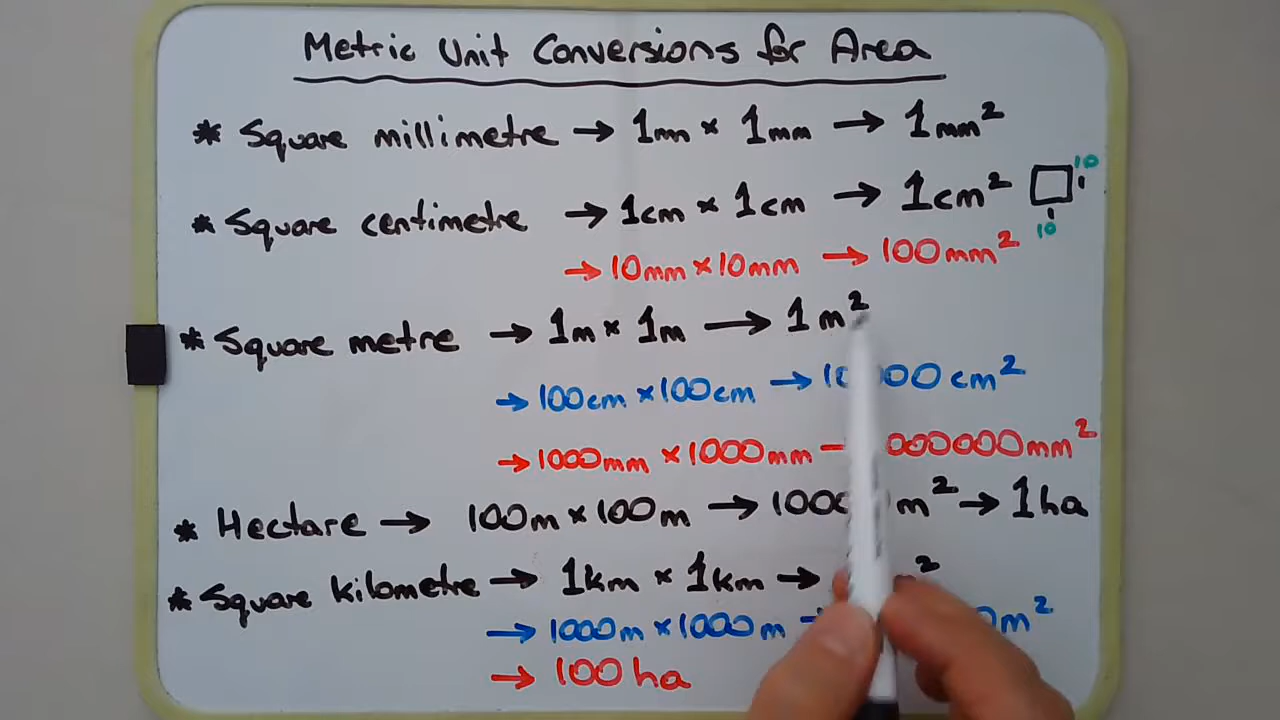 Metric Unit Conversions for Area
* Square millimetre → 1mm × 1mm → 1mm²
* Square centimetre → 1cm × 1cm → 1cm² 10
10
→ 10mm × 10mm → 100mm²
* Square metre → 1m × 1m → 1m²
→ 100cm × 100cm → cm²
→ 1000mm × 1000mm
* Hectare → 100m × 100m → m² → 1ha
* Square kilometre → 1km × 1km →
→ 1000m × 1000m m²
→ 100 ha